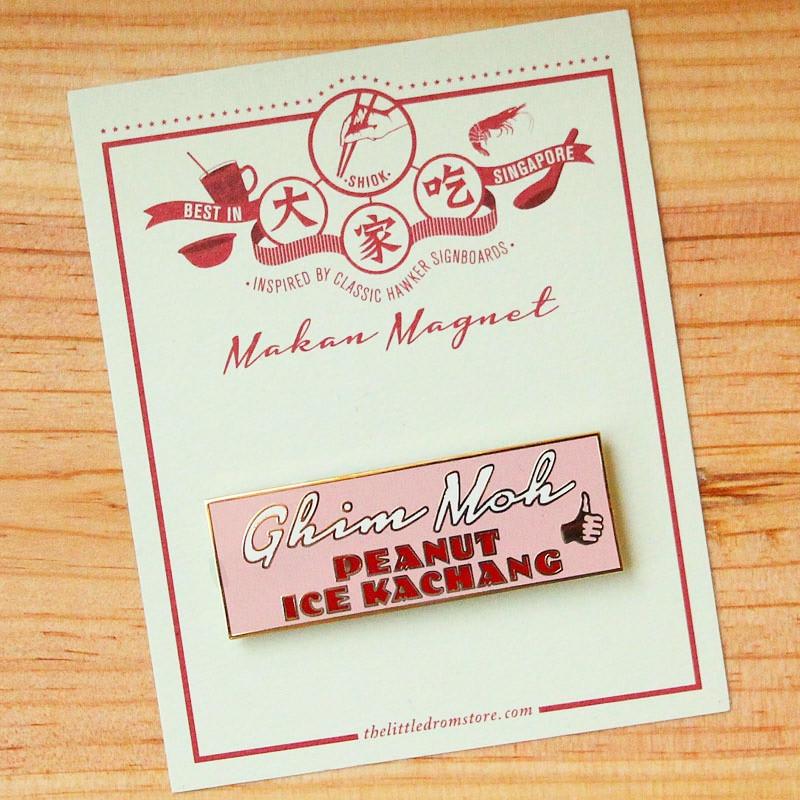 ·SHIOK·
BEST IN
大家吃
SINGAPORE
·INSPIRED BY CLASSIC HAWKER SIGNBOARDS·
Makan Magnet
Ghim Moh
PEANUT
ICE KACHANG
thelittledromstore.com